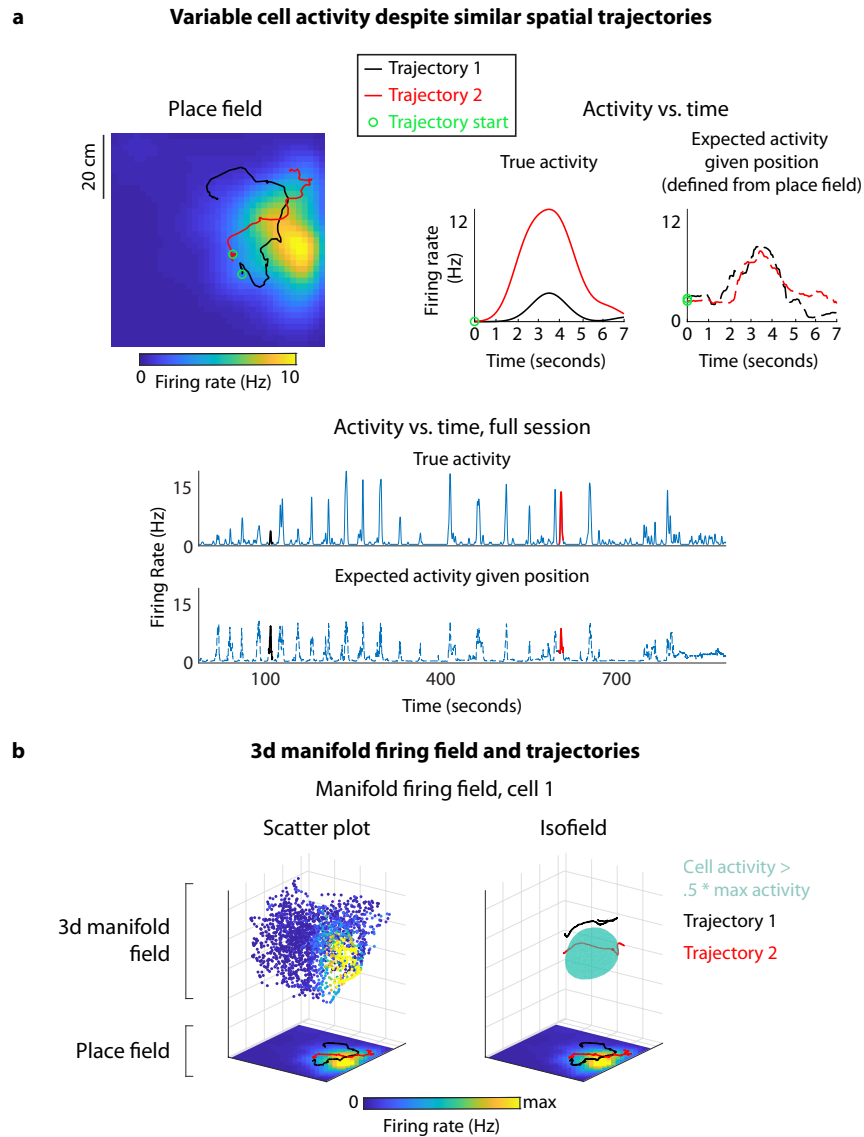 a
Variable cell activity despite similar spatial trajectories
Trajectory 1
Trajectory 2
Trajectory start
Place field
20 cm
0
10
Firing rate (Hz)
Activity vs. time
True activity
Firing raate
(Hz)
12
0
1
2
3
4
5
6
7
Time (seconds)
Expected activity
given position
(defined from place field)
12
0
0
1
2
3
4
5
6
7
Time (seconds)
Activity vs. time, full session
True activity
Firing Rate (Hz)
15
0
Expected activity given position
15
0
100
400
700
Time (seconds)
b
3d manifold firing field and trajectories
Manifold firing field, cell 1
Scatter plot
Isofield
3d manifold
field
Place field
Cell activity >
.5 * max activity
Trajectory 1
Trajectory 2
0
max
Firing rate (Hz)